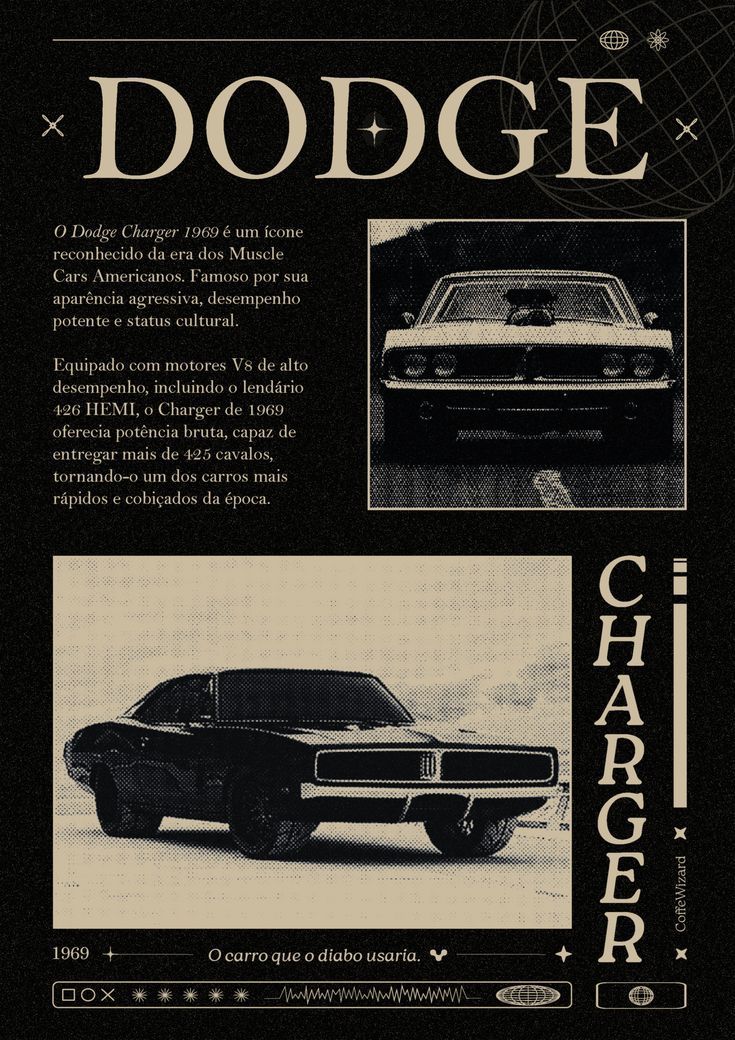 DODGE
O Dodge Charger 1969 é um ícone
reconhecido da era dos Muscle
Cars Americanos. Famoso por sua
aparência agressiva, desempenho
potente e status cultural.
Equipado com motores V8 de alto
desempenho, incluindo o lendário
426 HEMI, o Charger de 1969
oferecia potência bruta, capaz de
entregar mais de 425 cavalos,
tornando-o um dos carros mais
rápidos e cobiçados da época.
CHARGER
CoffeWizard
1969
O carro que o diabo usaria.